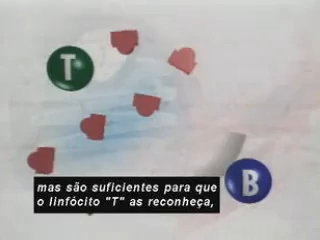 T
mas são suficientes para que
o linfócito "T" as reconheça,
B